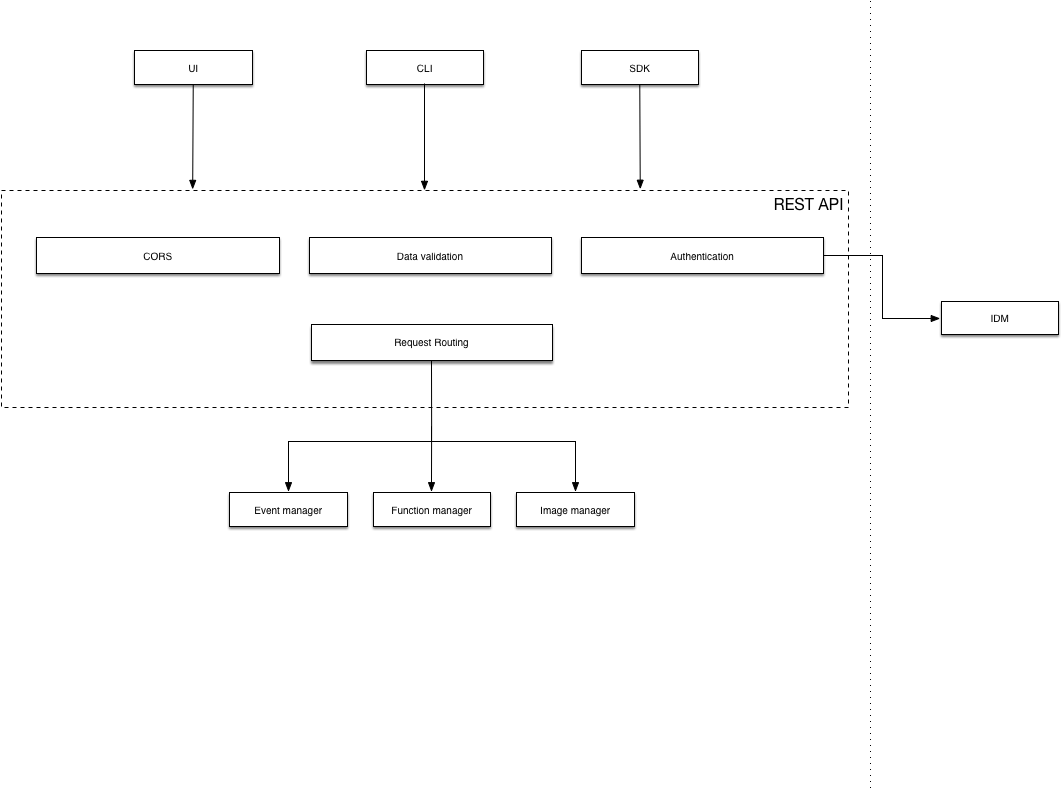 UI
CLI
SDK
REST API
CORS
Data validation
Authentication
IDM
Request Routing
Event manager
Function manager
Image manager